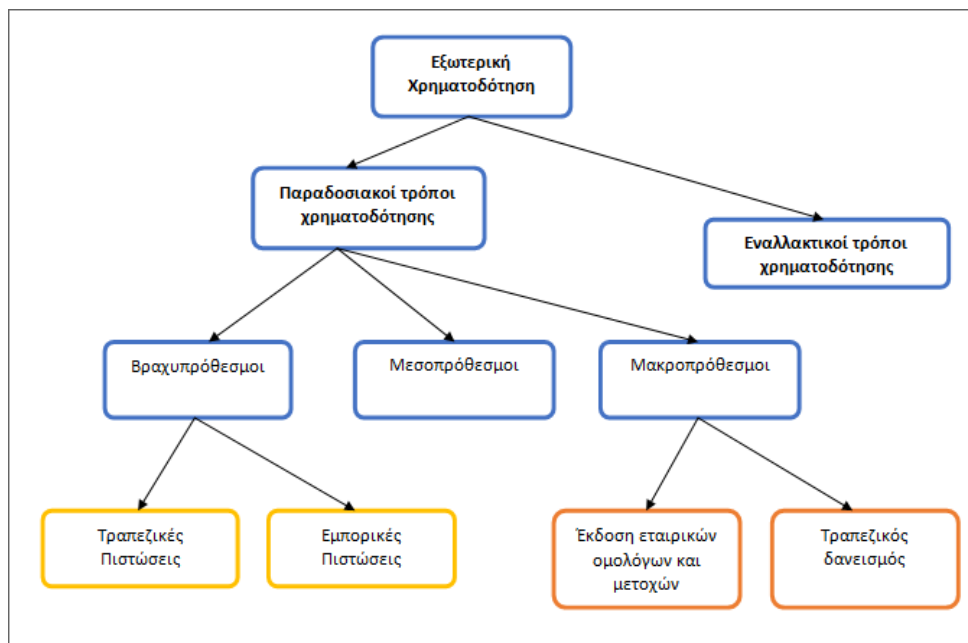 Εξωτερική
Χρηματοδότηση
Παραδοσιακοί τρόποι
χρηματοδότησης
Εναλλακτικοί τρόποι
χρηματοδότησης
Βραχυπρόθεσμοι
Μεσοπρόθεσμοι
Μακροπρόθεσμοι
Τραπεζικές
Πιστώσεις
Εμπορικές
Πιστώσεις
Έκδοση εταιρικών
ομολόγων και
μετοχών
Τραπεζικός
δανεισμός